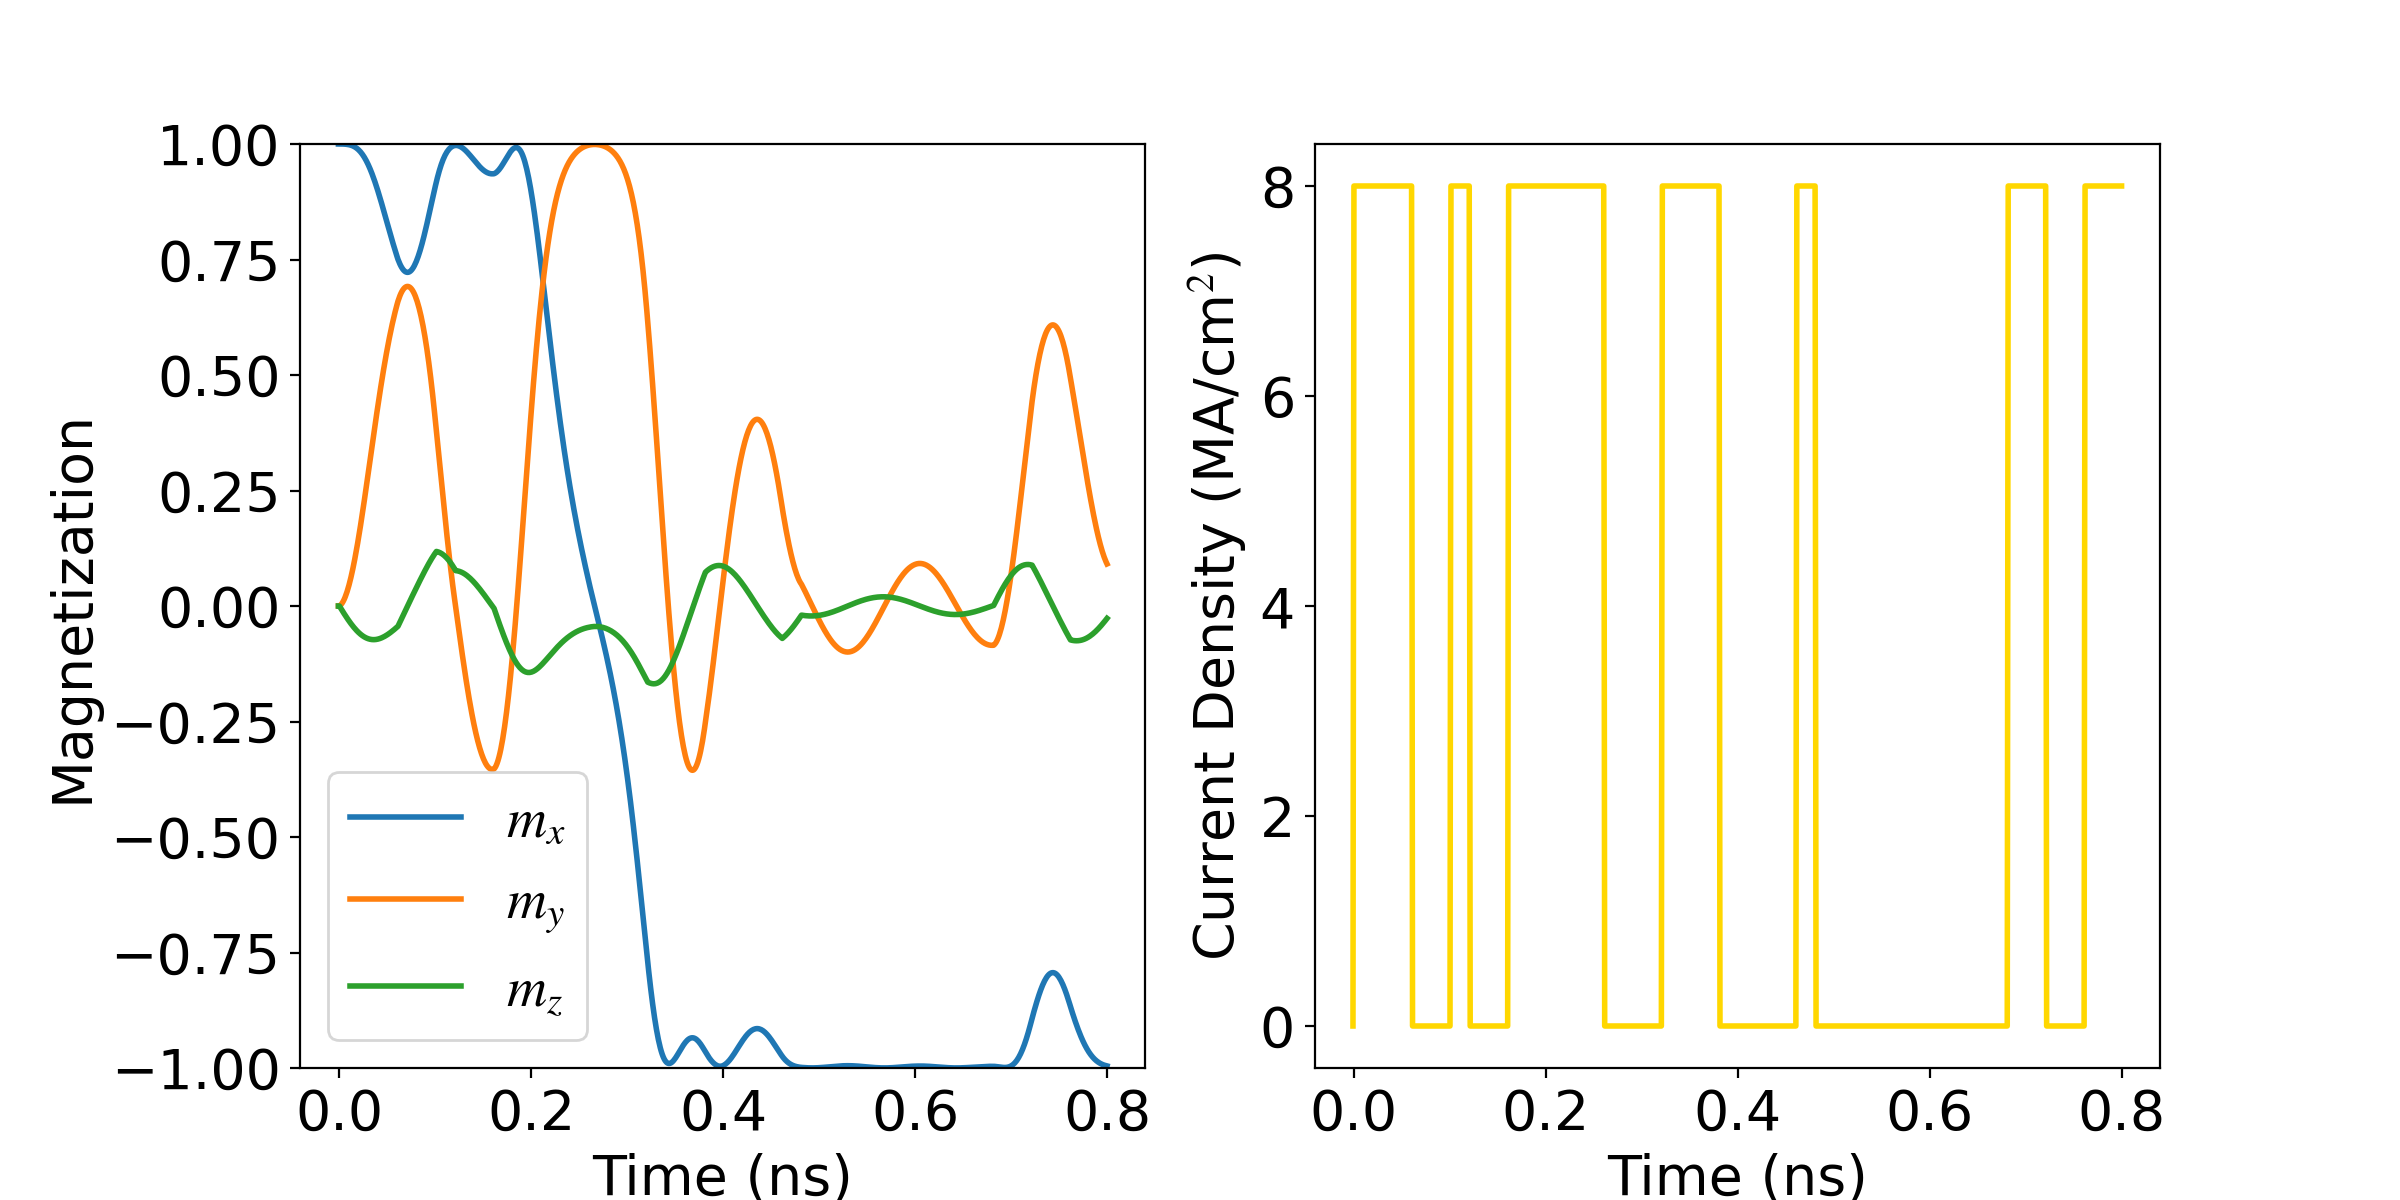 1.00
0.75
0.50
0.25
0.00
−0.25
−0.50
−0.75
−1.00
Magnetization
m_x
m_y
m_z
0.0 0.2 0.4 0.6 0.8
Time (ns)
8
6
4
2
0
Current Density (MA/cm²)
0.0 0.2 0.4 0.6 0.8
Time (ns)